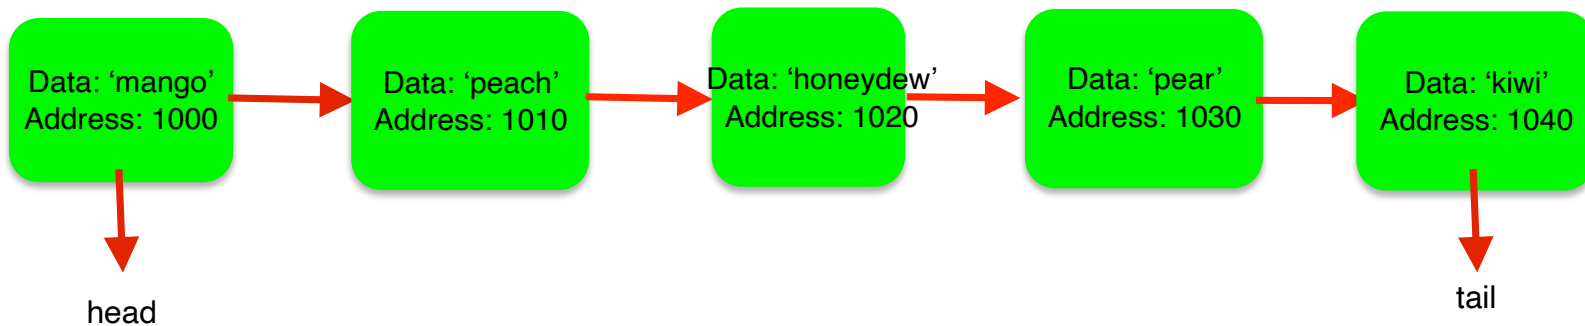 Data: ‘mango’
Address: 1000
Data: ‘peach’
Address: 1010
Data: ‘honeydew’
Address: 1020
Data: ‘pear’
Address: 1030
Data: ‘kiwi’
Address: 1040
head
tail